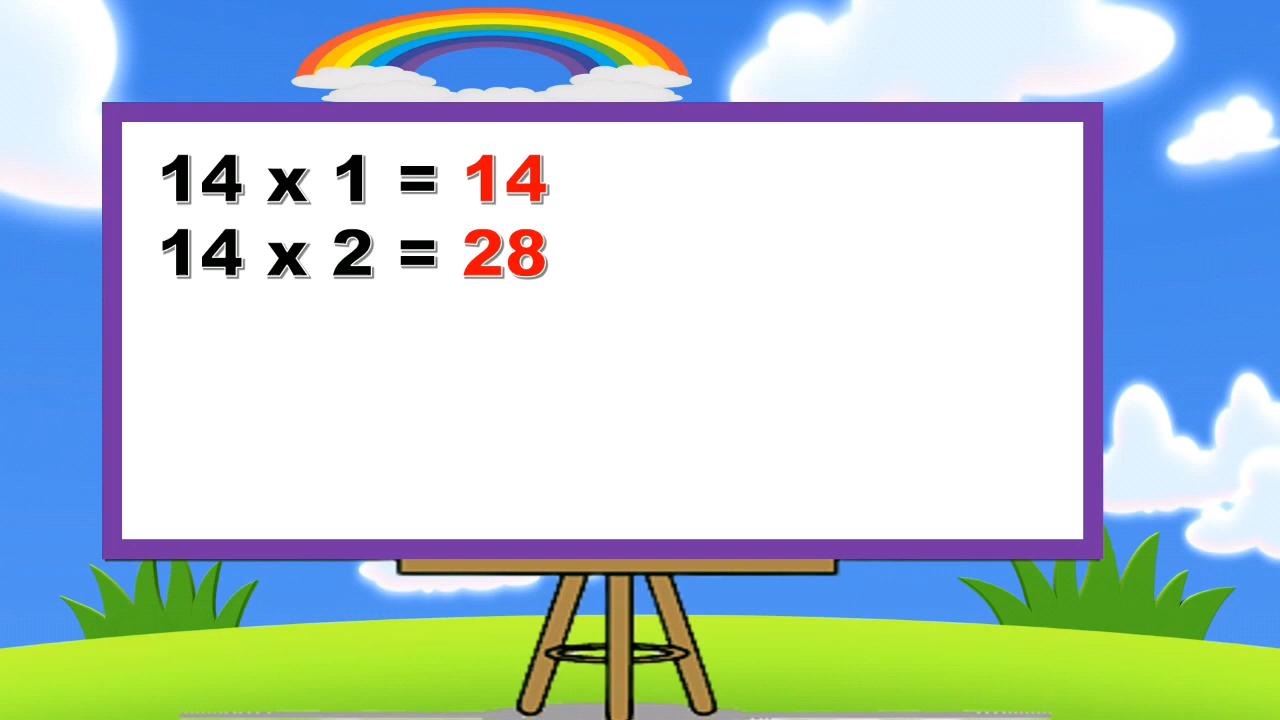 14 x 1 = 14
14 x 2 = 28